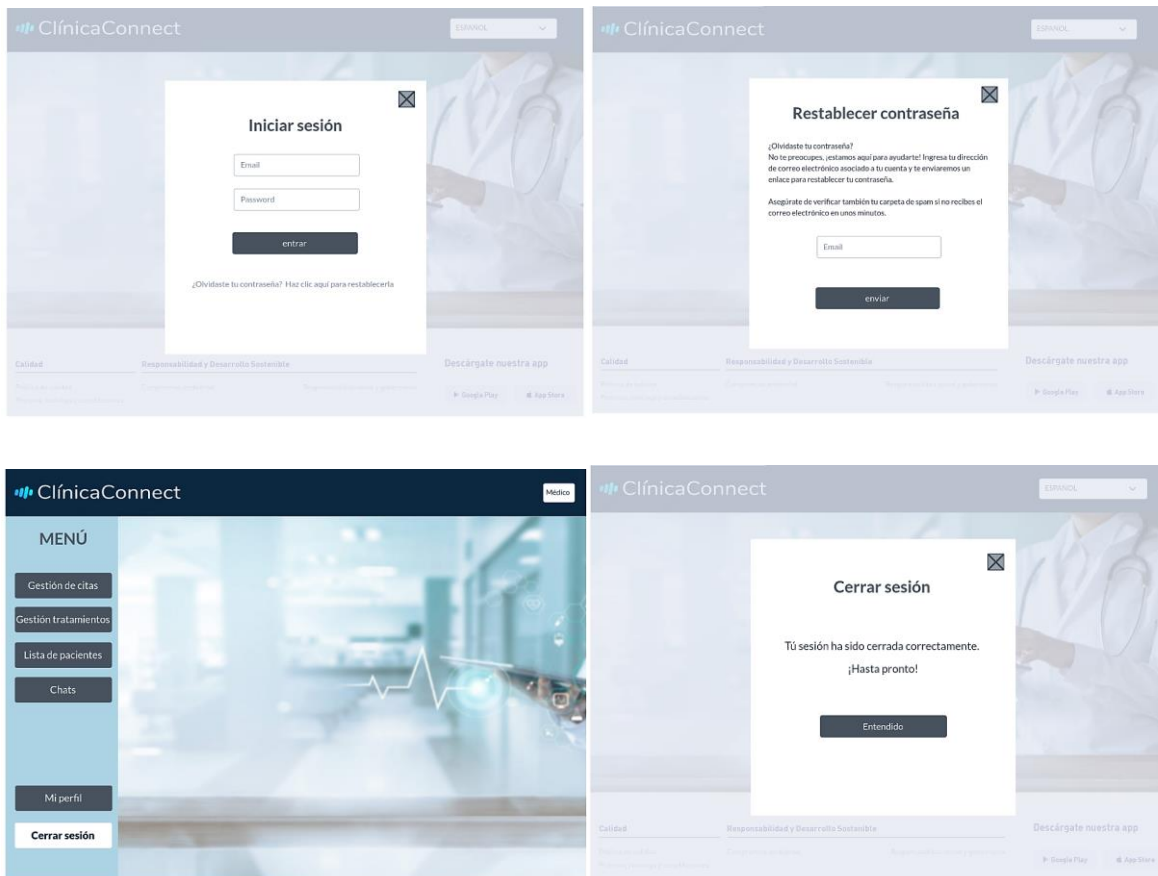 ClínicaConnect
ESPAÑOL
Iniciar sesión
Email
Password
entrar
¿Olvidaste tu contraseña? Haz clic aquí para restablecerla
Calidad
Responsabilidad y Desarrollo Sostenible
Descárgate nuestra app
Google Play
App Store
ClínicaConnect
ESPAÑOL
Restablecer contraseña
¿Olvidaste tu contraseña?
No te preocupes, ¡estamos aquí para ayudarte! Ingresa tu dirección
de correo electrónico asociado a tu cuenta y te enviaremos un
enlace para restablecer tu contraseña.
Asegúrate de verificar también tu carpeta de spam si no recibes el
correo electrónico en unos minutos.
Email
enviar
Calidad
Responsabilidad y Desarrollo Sostenible
Descárgate nuestra app
Google Play
App Store
ClínicaConnect
Médico
MENÚ
Gestión de citas
Gestión tratamientos
Lista de pacientes
Chats
Mi perfil
Cerrar sesión
ClínicaConnect
ESPAÑOL
Cerrar sesión
Tú sesión ha sido cerrada correctamente.
¡Hasta pronto!
Entendido
Calidad
Responsabilidad y Desarrollo Sostenible
Descárgate nuestra app
Google Play
App Store